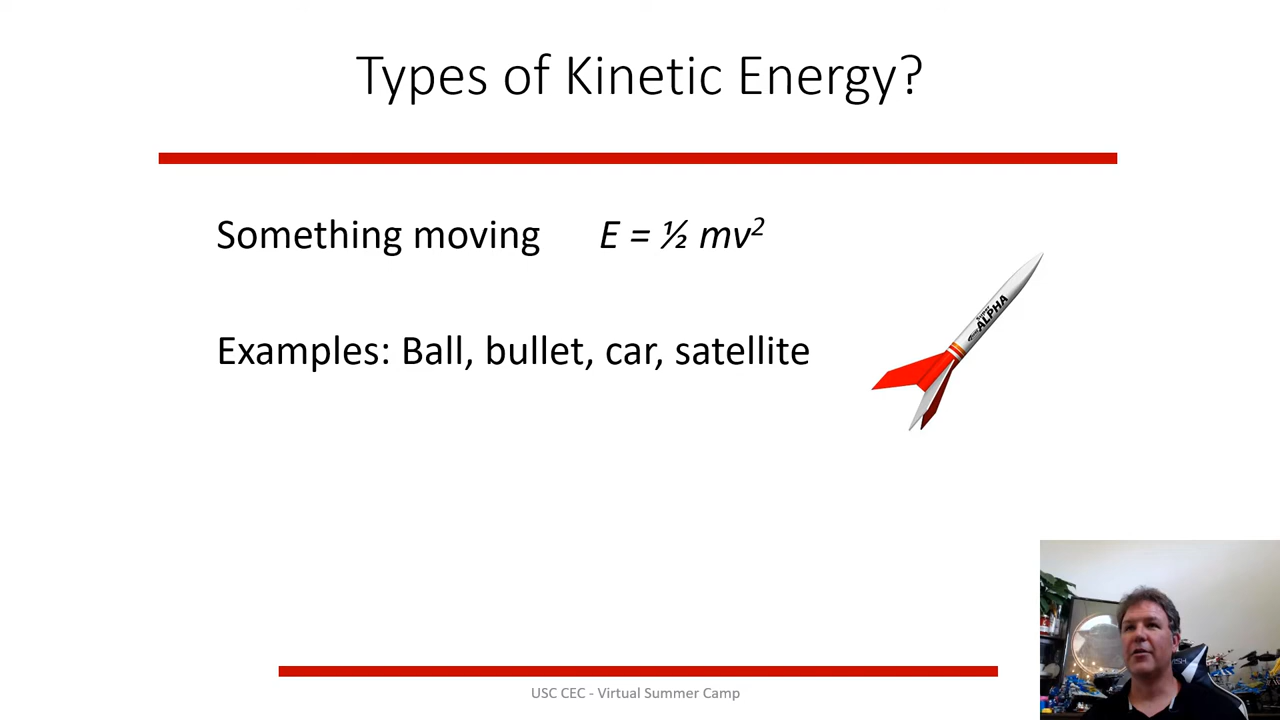 Types of Kinetic Energy?
Something moving E = ½ mv²
Examples: Ball, bullet, car, satellite
ALPHA
USC CEC - Virtual Summer Camp